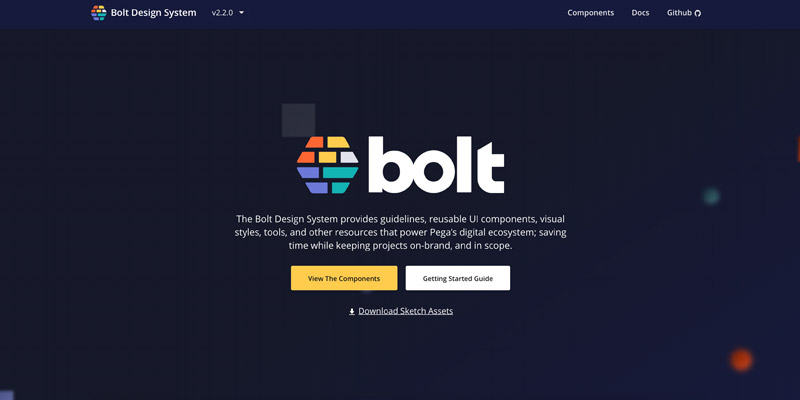 Bolt Design System v2.2.0 Components Docs Github
bolt
The Bolt Design System provides guidelines, reusable UI components, visual
styles, tools, and other resources that power Pega's digital ecosystem; saving
time while keeping projects on-brand, and in scope.
View The Components Getting Started Guide
Download Sketch Assets